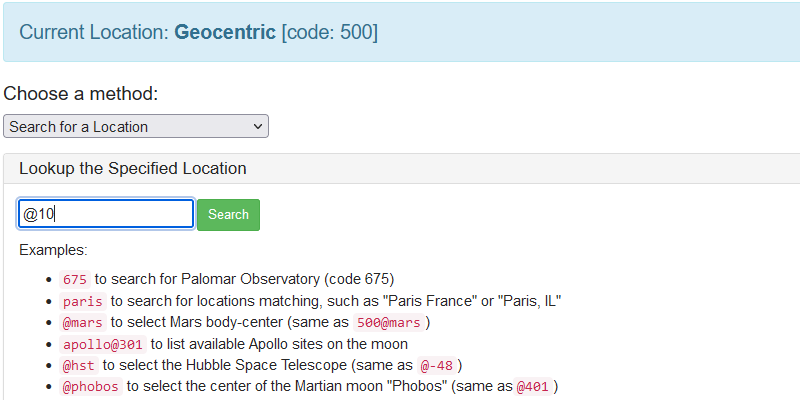 Current Location: Geocentric [code: 500]
Choose a method:
Search for a Location
Lookup the Specified Location
@10 Search
Examples:
• 675 to search for Palomar Observatory (code 675)
• paris to search for locations matching, such as "Paris France" or "Paris, IL"
• @mars to select Mars body-center (same as 500@mars )
• apollo@301 to list available Apollo sites on the moon
• @hst to select the Hubble Space Telescope (same as @-48 )
• @phobos to select the center of the Martian moon "Phobos" (same as @401 )